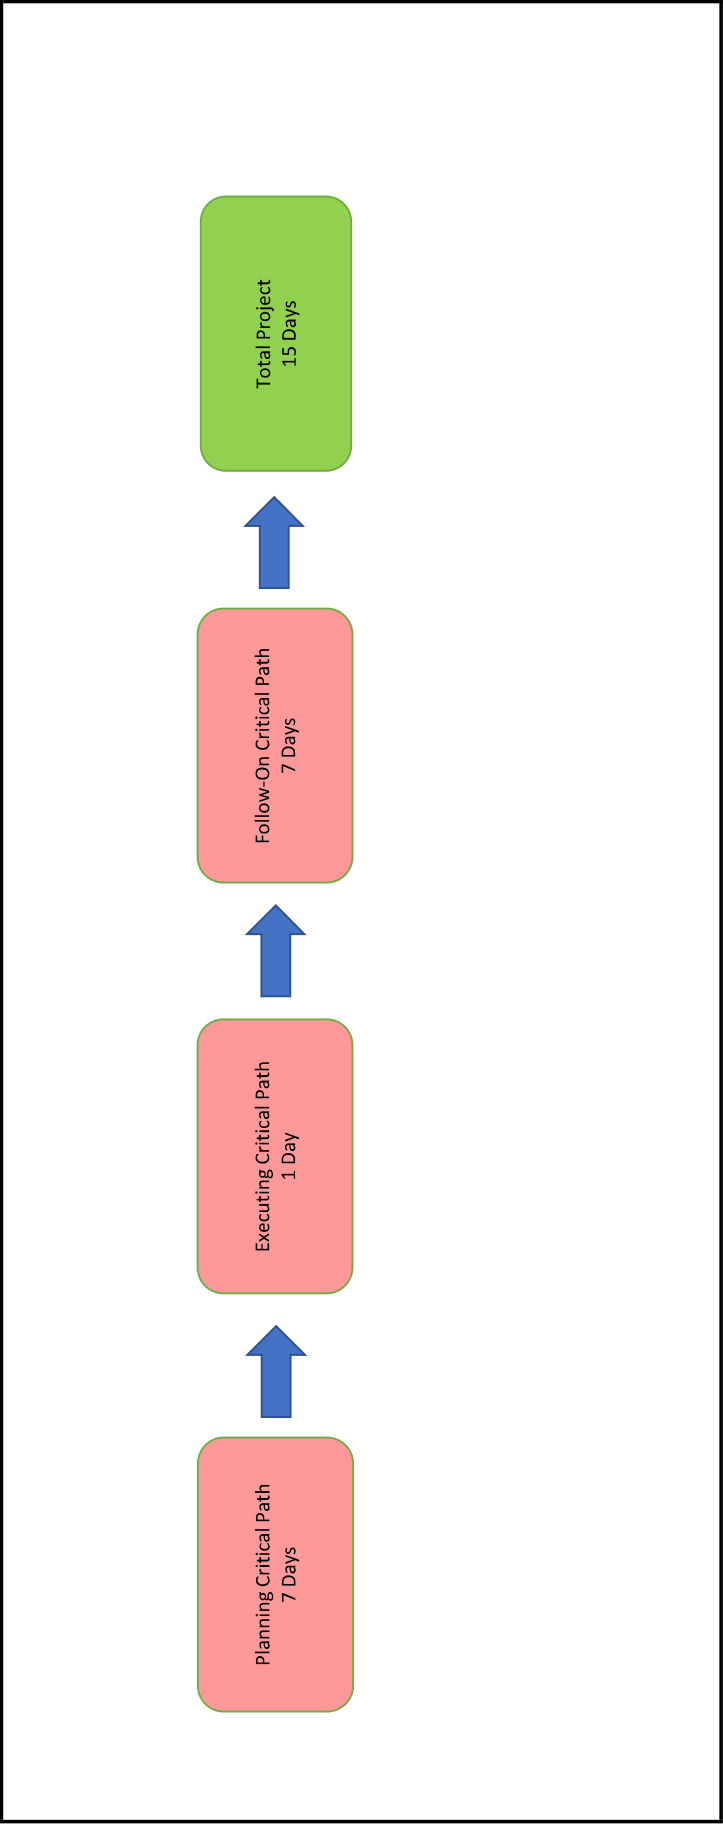 Planning Critical Path
7 Days
Executing Critical Path
1 Day
Follow-On Critical Path
7 Days
Total Project
15 Days